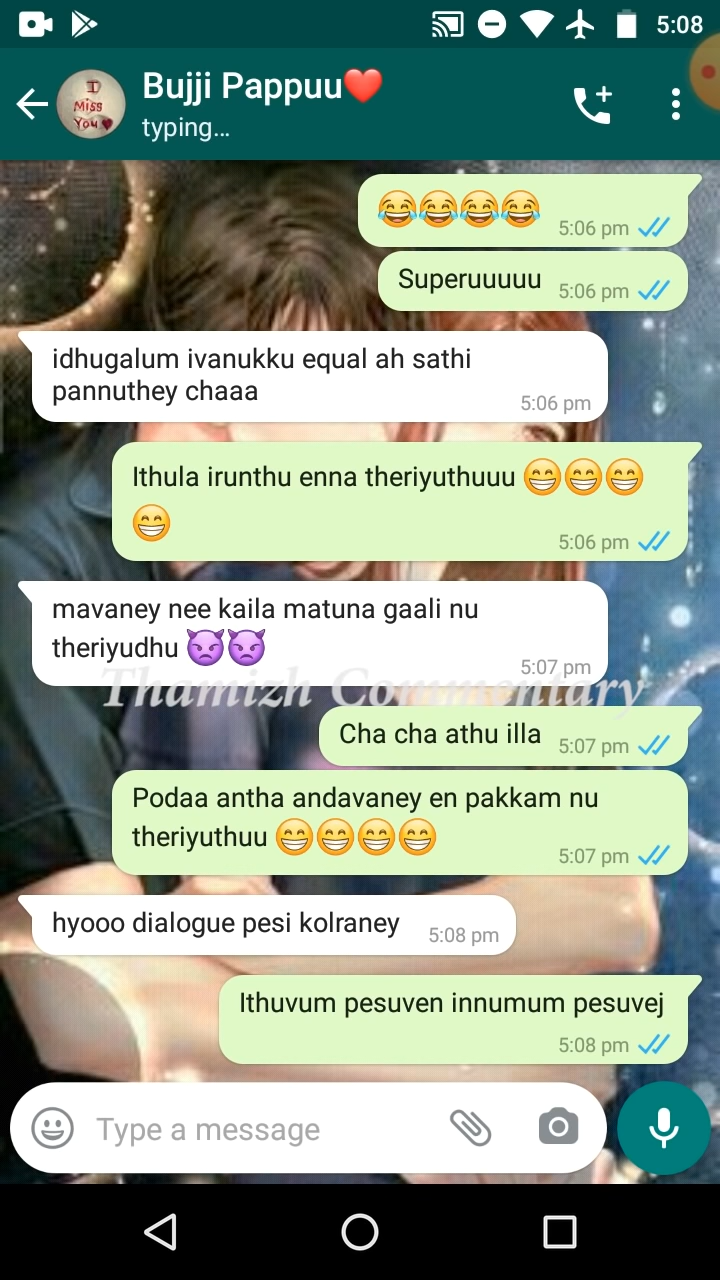 5:08
Bujji Pappuu❤️
I
Miss
You
typing...
😂😂😂😂 5:06 pm
Superuuuuu 5:06 pm
idhugalum ivanukku equal ah sathi
pannuthey chaaa
5:06 pm
Ithula irunthu enna theriyuthuuu 😁😁😁
😁
5:06 pm
mavaney nee kaila matuna gaali nu
theriyudhu 👿👿
5:07 pm
Thamizh Commentary
Cha cha athu illa 5:07 pm
Podaa antha andavaney en pakkam nu
theriyuthuu 😁😁😁😁
5:07 pm
hyooo dialogue pesi kolraney 5:08 pm
Ithuvum pesuven innumum pesuvej
5:08 pm
Type a message